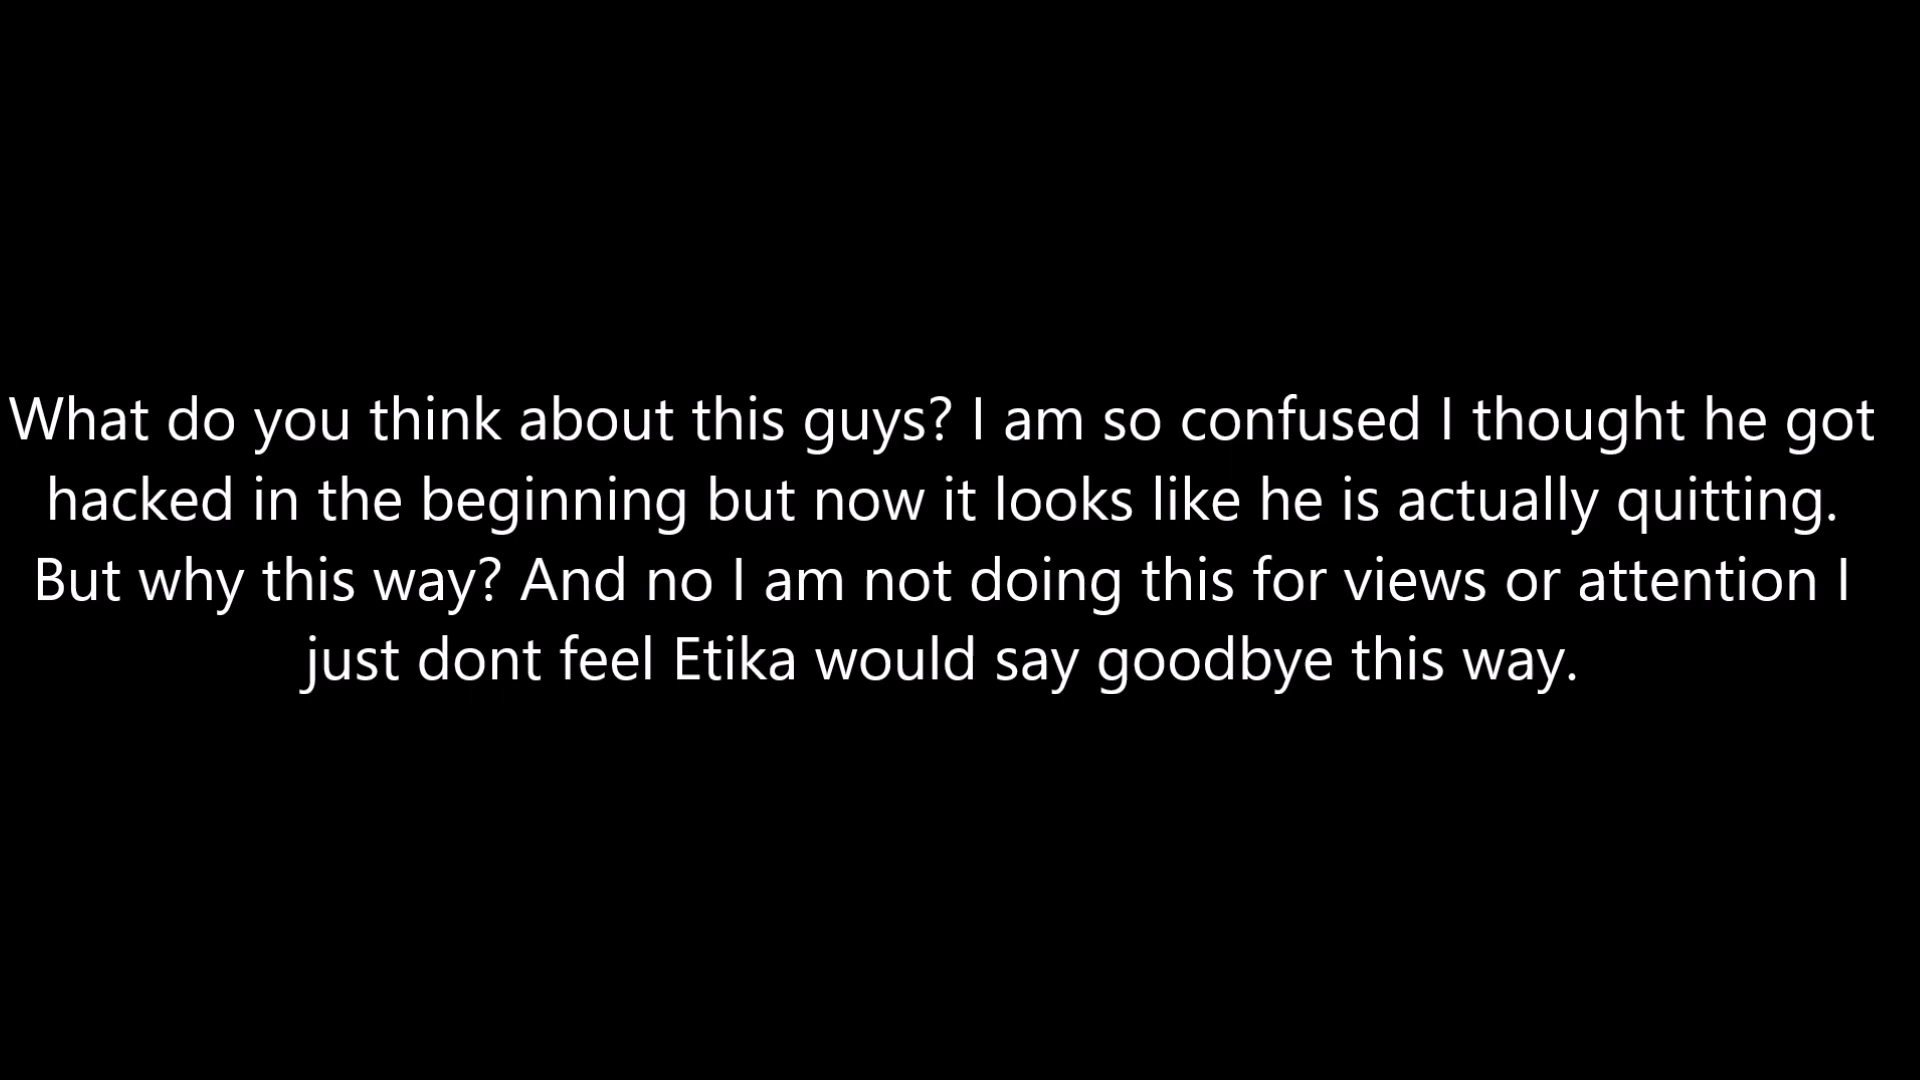 What do you think about this guys? I am so confused I thought he got
hacked in the beginning but now it looks like he is actually quitting.
But why this way? And no I am not doing this for views or attention I
just dont feel Etika would say goodbye this way.